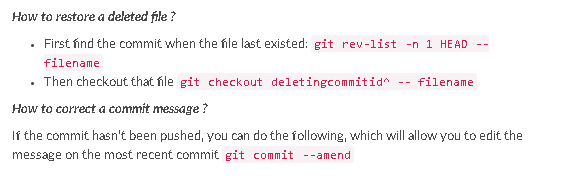 How to restore a deleted file ?
• First find the commit when the file last existed: git rev-list -n 1 HEAD --
filename
• Then checkout that file git checkout deletingcommitid^ -- filename
How to correct a commit message ?
If the commit hasn't been pushed, you can do the following, which will allow you to edit the
message on the most recent commit git commit --amend